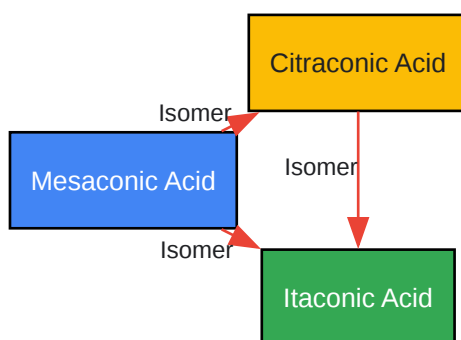 Citraconic Acid
Isomer
Mesaconic Acid
Isomer
Isomer
Itaconic Acid